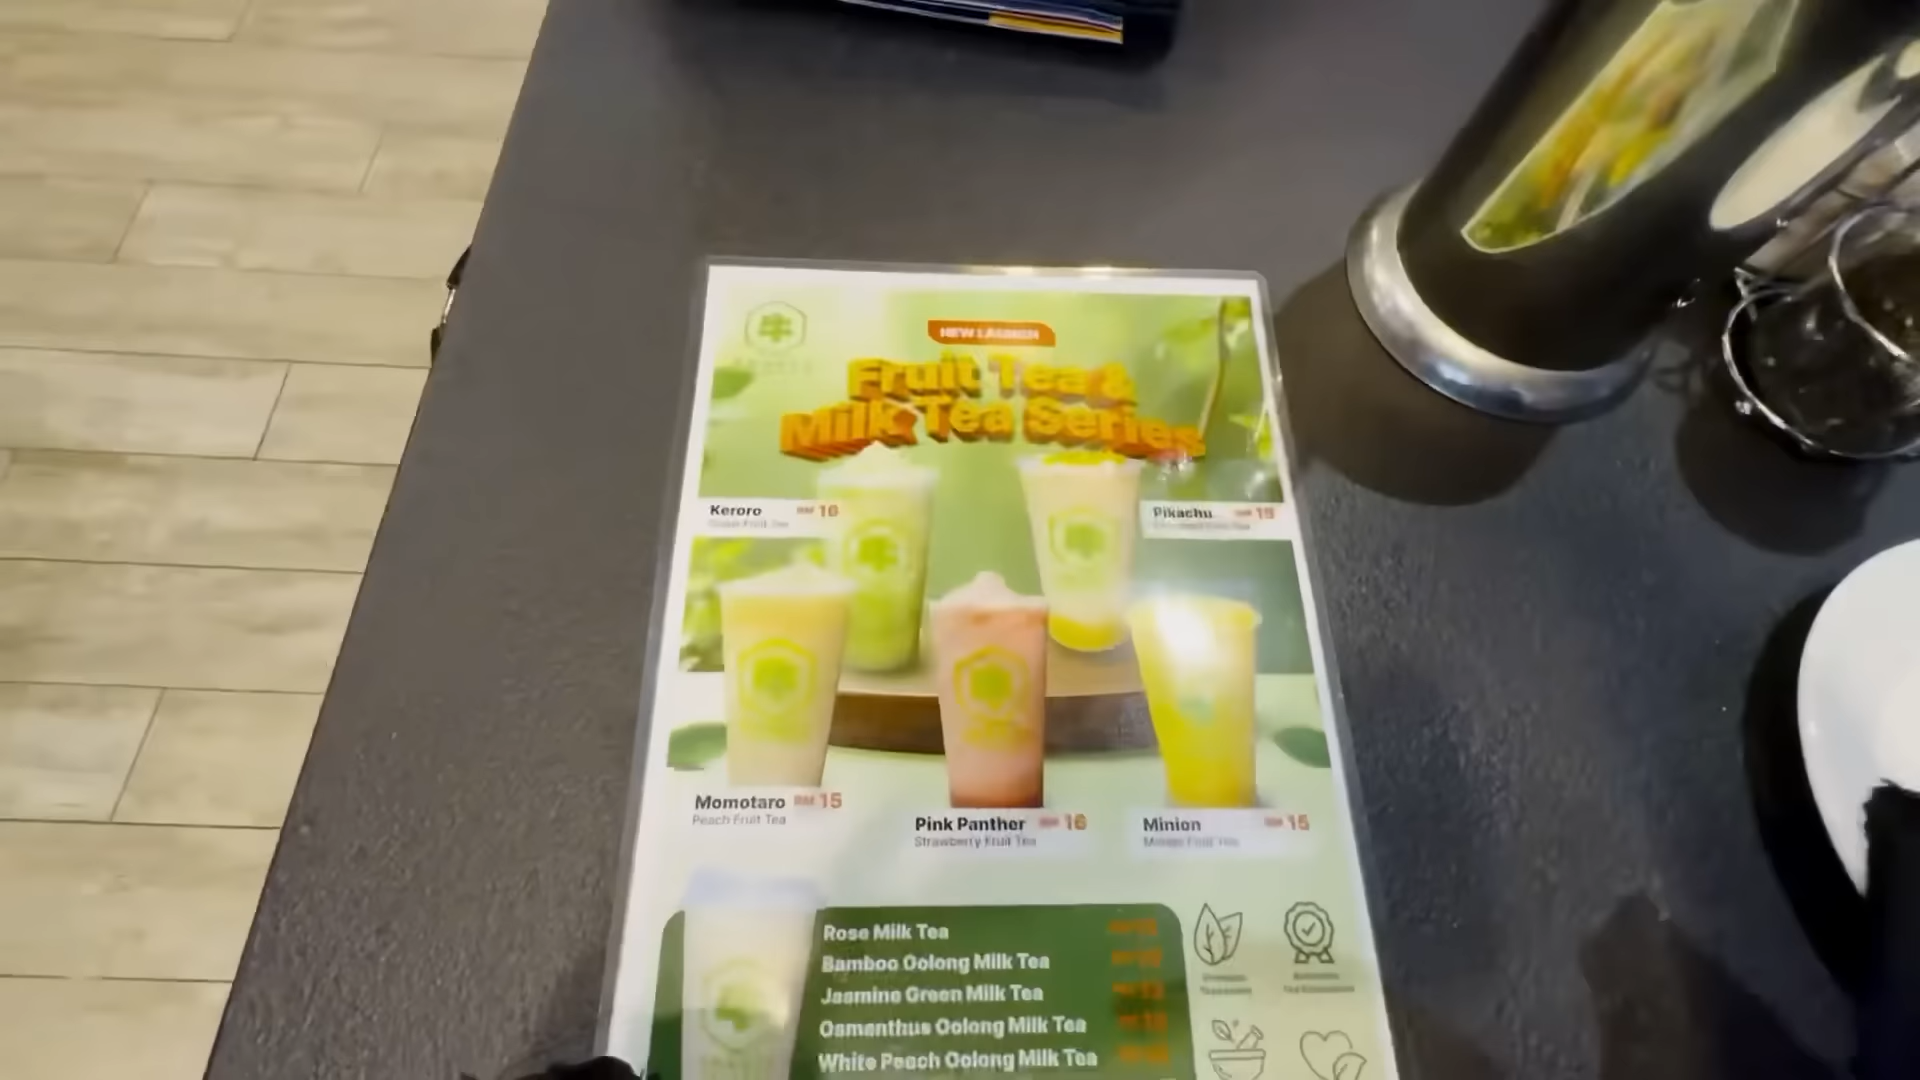 NEW LAUNCH
Fruit Tea &
Milk Tea Series
Keroro RM 16
Pikachu RM 15
Momotaro RM 15
Peach Fruit Tea
Pink Panther RM 16
Strawberry Fruit Tea
Minion RM 15
Fruit Tea
Rose Milk Tea
Bamboo Oolong Milk Tea
Jasmine Green Milk Tea
Osmanthus Oolong Milk Tea
White Peach Oolong Milk Tea